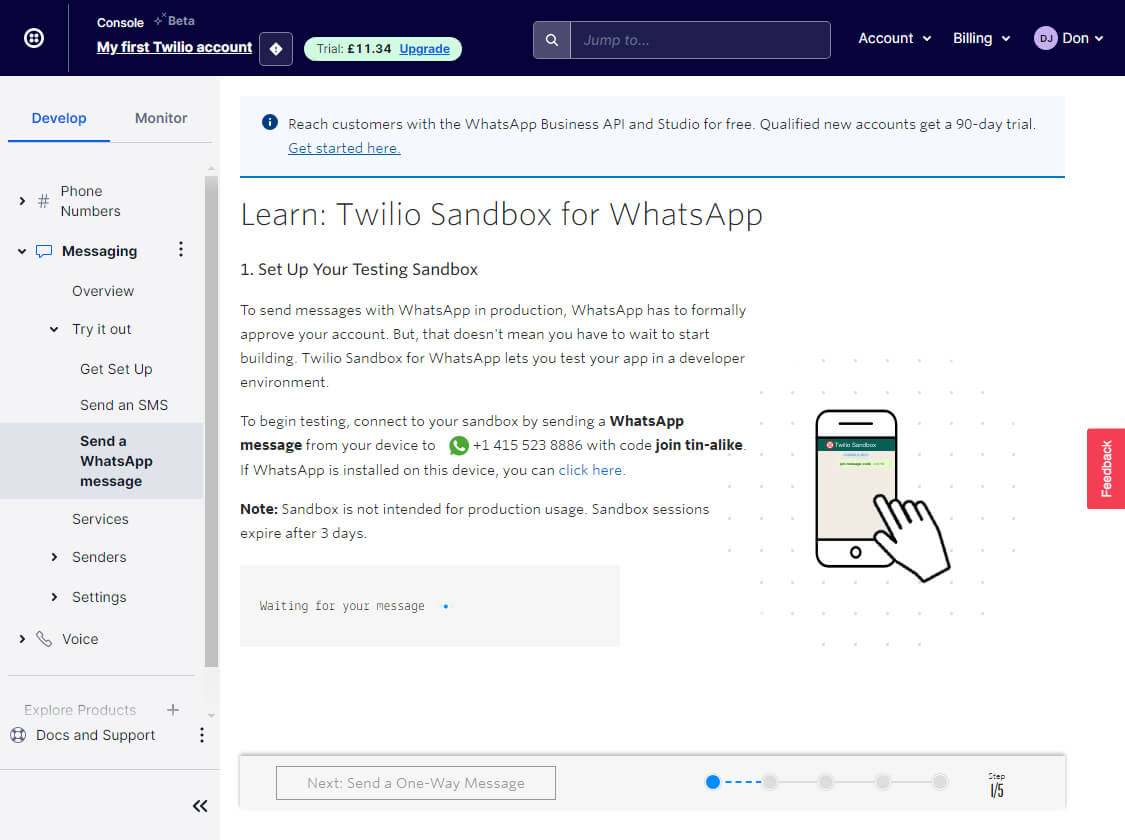 Console Beta
My first Twilio account
Trial: £11.34 Upgrade
Jump to...
Account
Billing
DJ Don
Develop
Monitor
Phone
Numbers
Messaging
Overview
Try it out
Get Set Up
Send an SMS
Send a
WhatsApp
message
Services
Senders
Settings
Voice
Explore Products
Docs and Support
Reach customers with the WhatsApp Business API and Studio for free. Qualified new accounts get a 90-day trial.
Get started here.
Learn: Twilio Sandbox for WhatsApp
1. Set Up Your Testing Sandbox
To send messages with WhatsApp in production, WhatsApp has to formally
approve your account. But, that doesn't mean you have to wait to start
building. Twilio Sandbox for WhatsApp lets you test your app in a developer
environment.
To begin testing, connect to your sandbox by sending a WhatsApp
message from your device to +1 415 523 8886 with code join tin-alike.
If WhatsApp is installed on this device, you can click here.
Note: Sandbox is not intended for production usage. Sandbox sessions
expire after 3 days.
Waiting for your message
Twilio Sandbox
Feedback
Next: Send a One-Way Message
Step
1/5